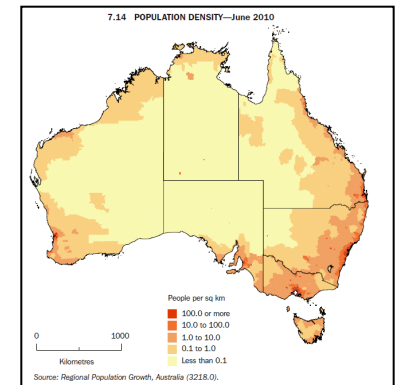 7.14 POPULATION DENSITY—June 2010
People per sq km
100.0 or more
10.0 to 100.0
1.0 to 10.0
0.1 to 1.0
Less than 0.1
0 1000
Kilometres
Source: Regional Population Growth, Australia (3218.0).